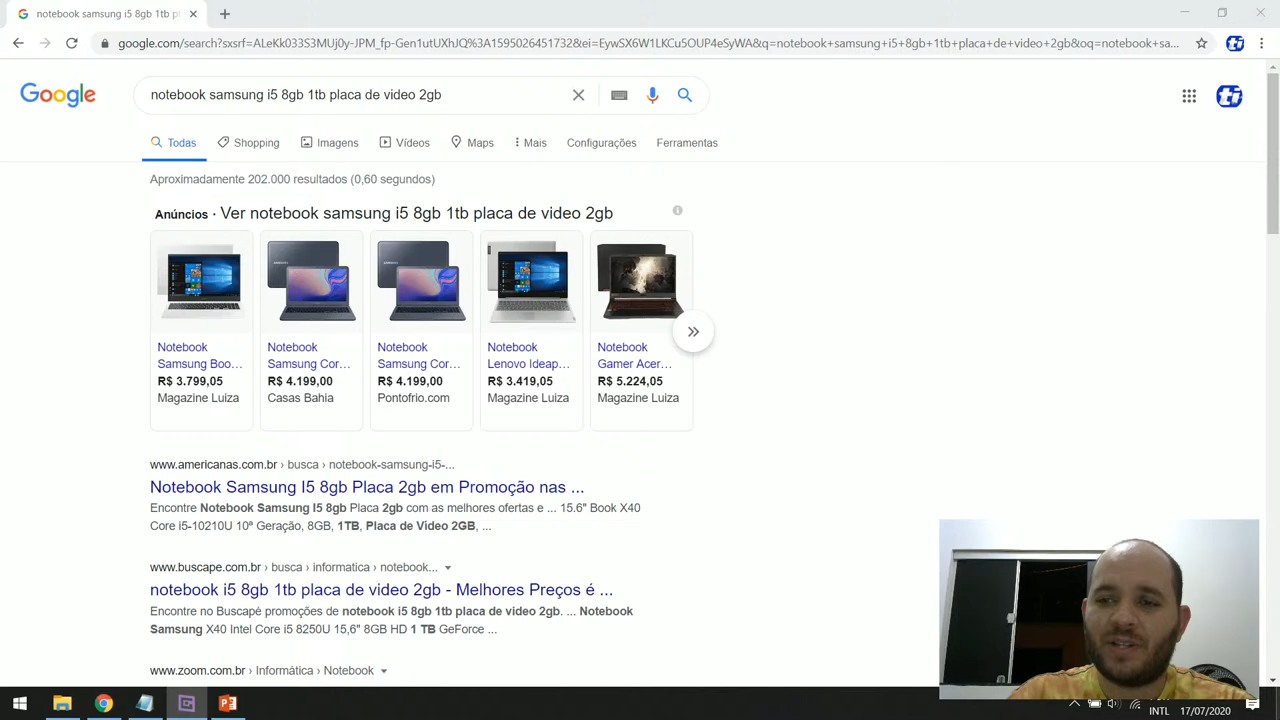 notebook samsung i5 8gb 1tb pl
google.com/search?sxsrf=ALeKk033S3MUj0y-JPM_fp-Gen1utUXhJQ%3A1595026451732&ei=EywSX6W1LKCu5OUP4eSyWA&q=notebook+samsung+i5+8gb+1tb+placa+de+video+2gb&oq=notebook+sa...
Google
notebook samsung i5 8gb 1tb placa de video 2gb
Todas Shopping Imagens Vídeos Maps Mais Configurações Ferramentas
Aproximadamente 202.000 resultados (0,60 segundos)
Anúncios · Ver notebook samsung i5 8gb 1tb placa de video 2gb
Notebook
Samsung Boo...
R$ 3.799,05
Magazine Luiza
Notebook
Samsung Cor...
R$ 4.199,00
Casas Bahia
Notebook
Samsung Cor...
R$ 4.199,00
Pontofrio.com
Notebook
Lenovo Ideap...
R$ 3.419,05
Magazine Luiza
Notebook
Gamer Acer...
R$ 5.224,05
Magazine Luiza
www.americanas.com.br › busca › notebook-samsung-i5-...
Notebook Samsung I5 8gb Placa 2gb em Promoção nas ...
Encontre Notebook Samsung I5 8gb Placa 2gb com as melhores ofertas e ... 15.6" Book X40
Core i5-10210U 10ª Geração, 8GB, 1TB, Placa de Video 2GB, ...
www.buscape.com.br › busca › informatica › notebook...
notebook i5 8gb 1tb placa de video 2gb - Melhores Preços é ...
Encontre no Buscapé promoções de notebook i5 8gb 1tb placa de video 2gb. ... Notebook
Samsung X40 Intel Core i5 8250U 15,6" 8GB HD 1 TB GeForce ...
www.zoom.com.br › Informática › Notebook
INTL 17/07/2020